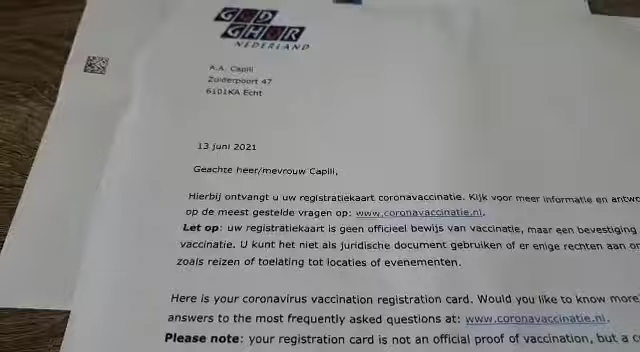 GGD
GHOR
NEDERLAND
A.A. Capili
Zuiderpoort 47
6101KA Echt
13 juni 2021
Geachte heer/mevrouw Capili,
Hierbij ontvangt u uw registratiekaart coronavaccinatie. Kijk voor meer informatie en antwo
op de meest gestelde vragen op: www.coronavaccinatie.nl.
Let op: uw registratiekaart is geen officieel bewijs van vaccinatie, maar een bevestiging
vaccinatie. U kunt het niet als juridische document gebruiken of er enige rechten aan on
zoals reizen of toelating tot locaties of evenementen.
Here is your coronavirus vaccination registration card. Would you like to know more
answers to the most frequently asked questions at: www.coronavaccinatie.nl.
Please note: your registration card is not an official proof of vaccination, but a c